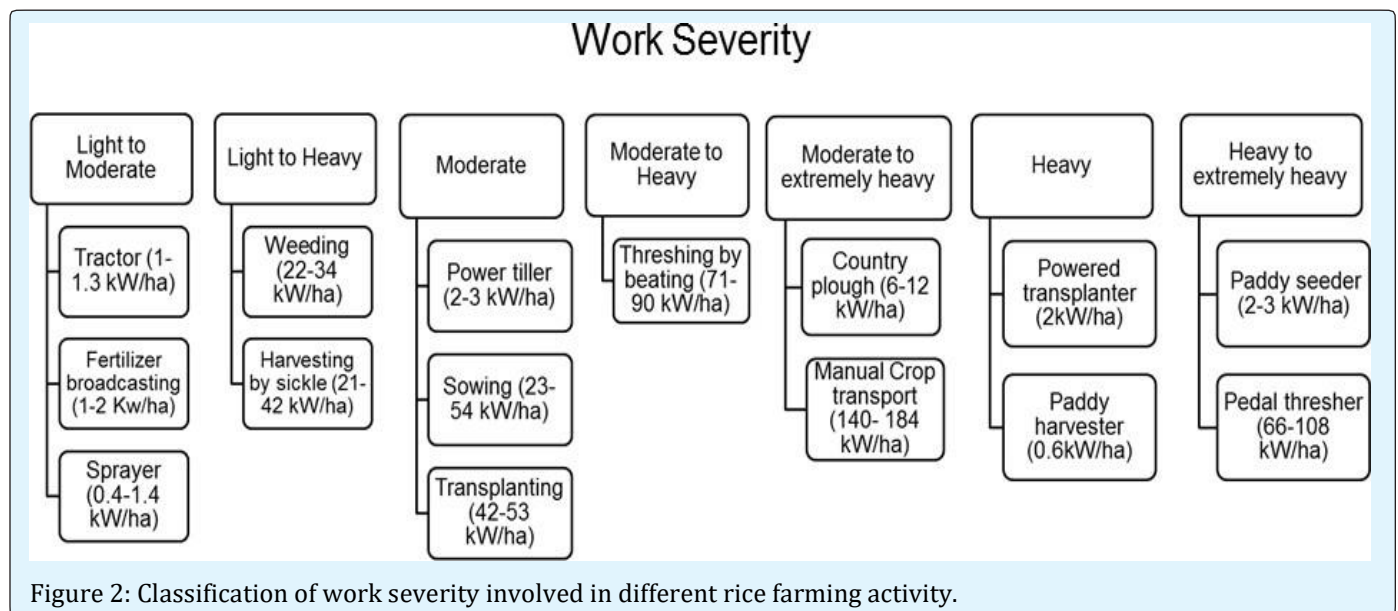 Work Severity
Light to
Moderate
Tractor (1-
1.3 kW/ha)
Fertilizer
broadcasting
(1-2 Kw/ha)
Sprayer
(0.4-1.4
kW/ha)
Light to Heavy
Weeding
(22-34
kW/ha)
Harvesting
by sickle (21-
42 kW/ha)
Moderate
Power tiller
(2-3 kW/ha)
Sowing (23-
54 kW/ha)
Transplanting
(42-53
kW/ha)
Moderate to
Heavy
Threshing by
beating (71-
90 kW/ha)
Moderate to
extremely heavy
Country
plough (6-12
kW/ha)
Manual Crop
transport
(140- 184
kW/ha)
Heavy
Powered
transplanter
(2kW/ha)
Paddy
harvester
(0.6kW/ha)
Heavy to
extremely heavy
Paddy seeder
(2-3 kW/ha)
Pedal thresher
(66-108
kW/ha)
Figure 2: Classification of work severity involved in different rice farming activity.